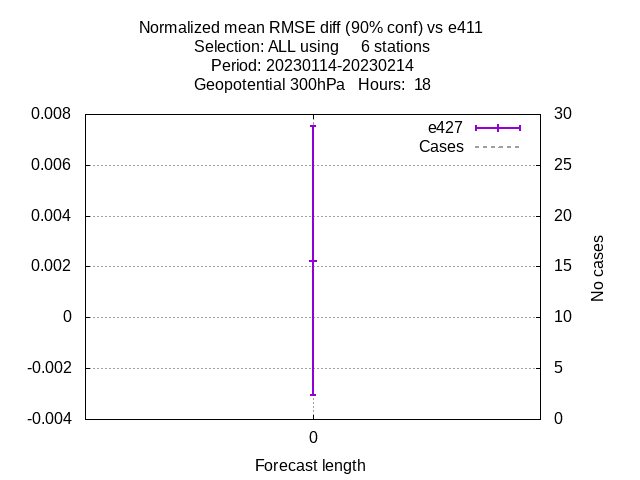 Normalized mean RMSE diff (90% conf) vs e411
Selection: ALL using     6 stations
Period: 20230114-20230214
Geopotential 300hPa   Hours:  18
0.008
0.006
0.004
0.002
0
-0.002
-0.004
30
25
20
15
10
5
0
e427
Cases
No cases
0
Forecast length